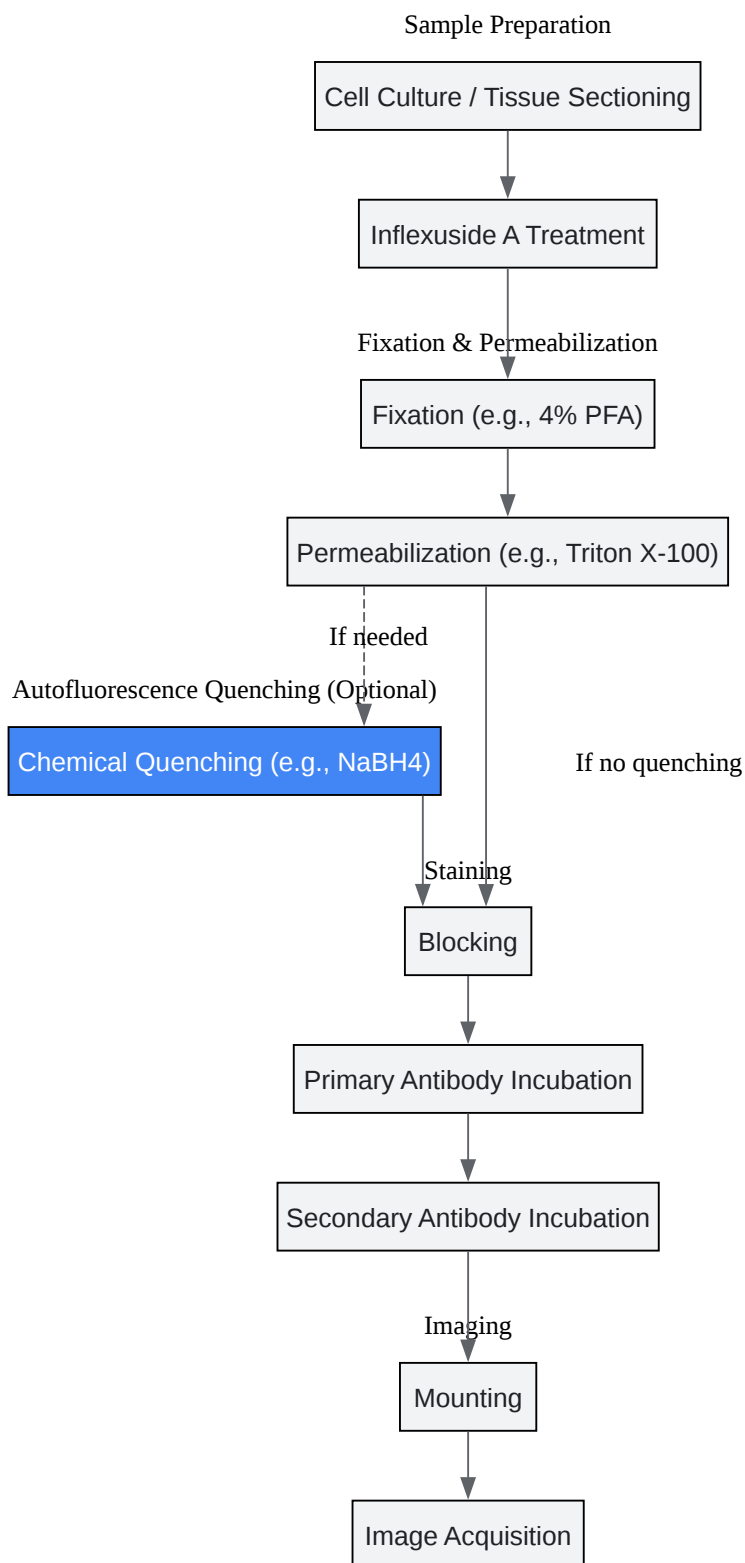 Sample Preparation
Cell Culture / Tissue Sectioning
Inflexuside A Treatment
Fixation & Permeabilization
Fixation (e.g., 4% PFA)
Permeabilization (e.g., Triton X-100)
If needed
Autofluorescence Quenching (Optional)
Chemical Quenching (e.g., NaBH4)
If no quenching
Staining
Blocking
Primary Antibody Incubation
Secondary Antibody Incubation
Imaging
Mounting
Image Acquisition